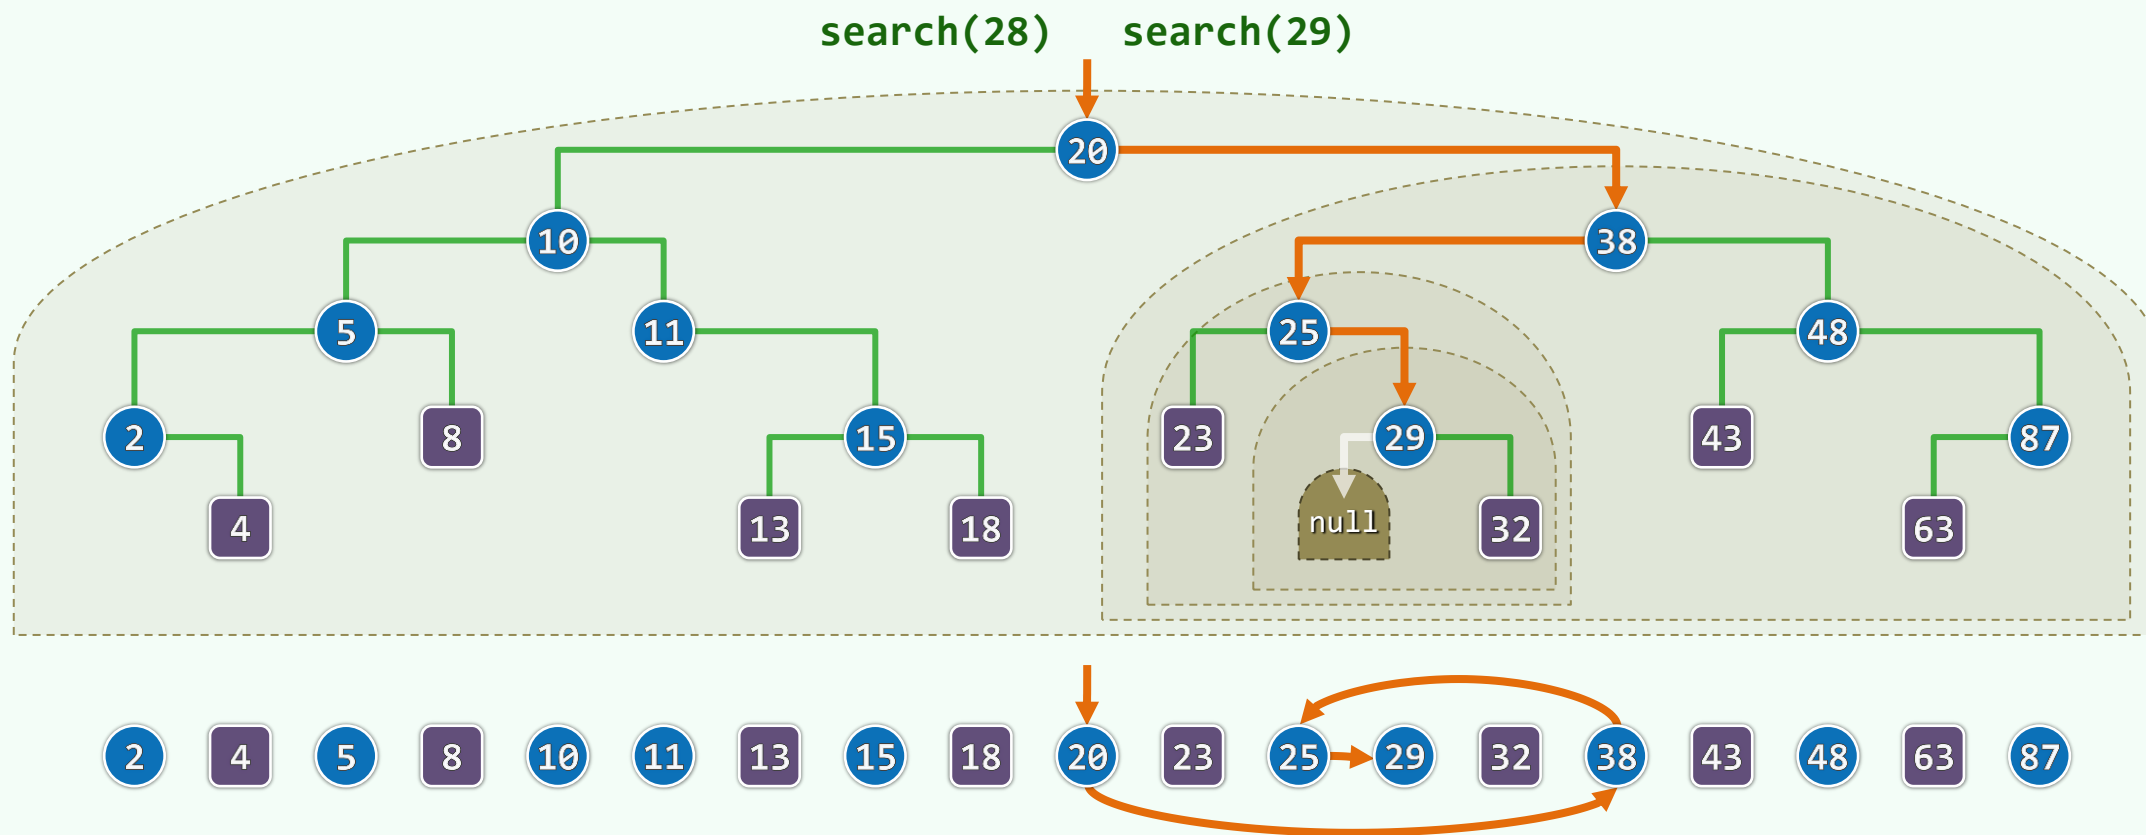 search(28) search(29)
20
10 38
5 11 25 48
2 8 15 23 29 43 87
4 13 18 null 32 63
2 4 5 8 10 11 13 15 18 20 23 25 29 32 38 43 48 63 87